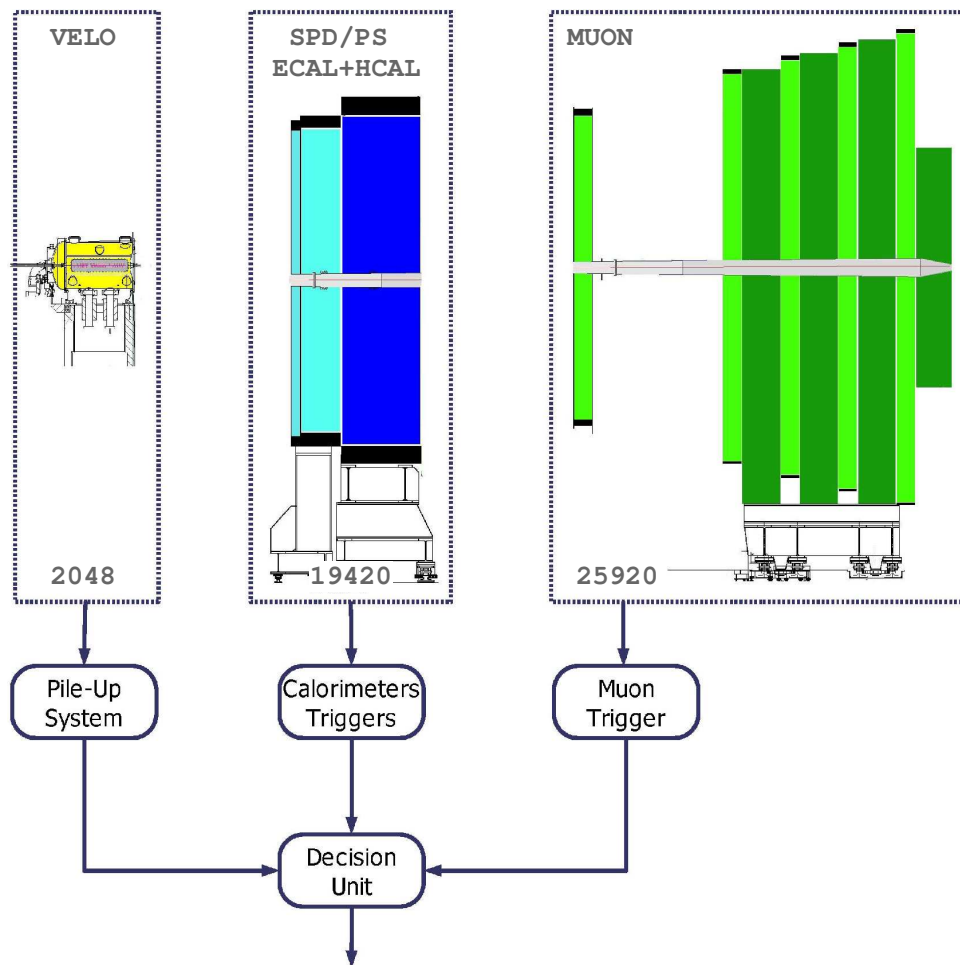 VELO
SPD/PS
ECAL+HCAL
MUON
2048
19420
25920
Pile-Up
System
Calorimeters
Triggers
Muon
Trigger
Decision
Unit